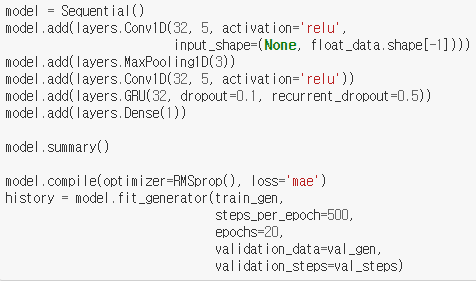 model = Sequential()
model.add(layers.Conv1D(32, 5, activation='relu',
input_shape=(None, float_data.shape[-1])))
model.add(layers.MaxPooling1D(3))
model.add(layers.Conv1D(32, 5, activation='relu'))
model.add(layers.GRU(32, dropout=0.1, recurrent_dropout=0.5))
model.add(layers.Dense(1))
model.summary()
model.compile(optimizer=RMSprop(), loss='mae')
history = model.fit_generator(train_gen,
steps_per_epoch=500,
epochs=20,
validation_data=val_gen,
validation_steps=val_steps)